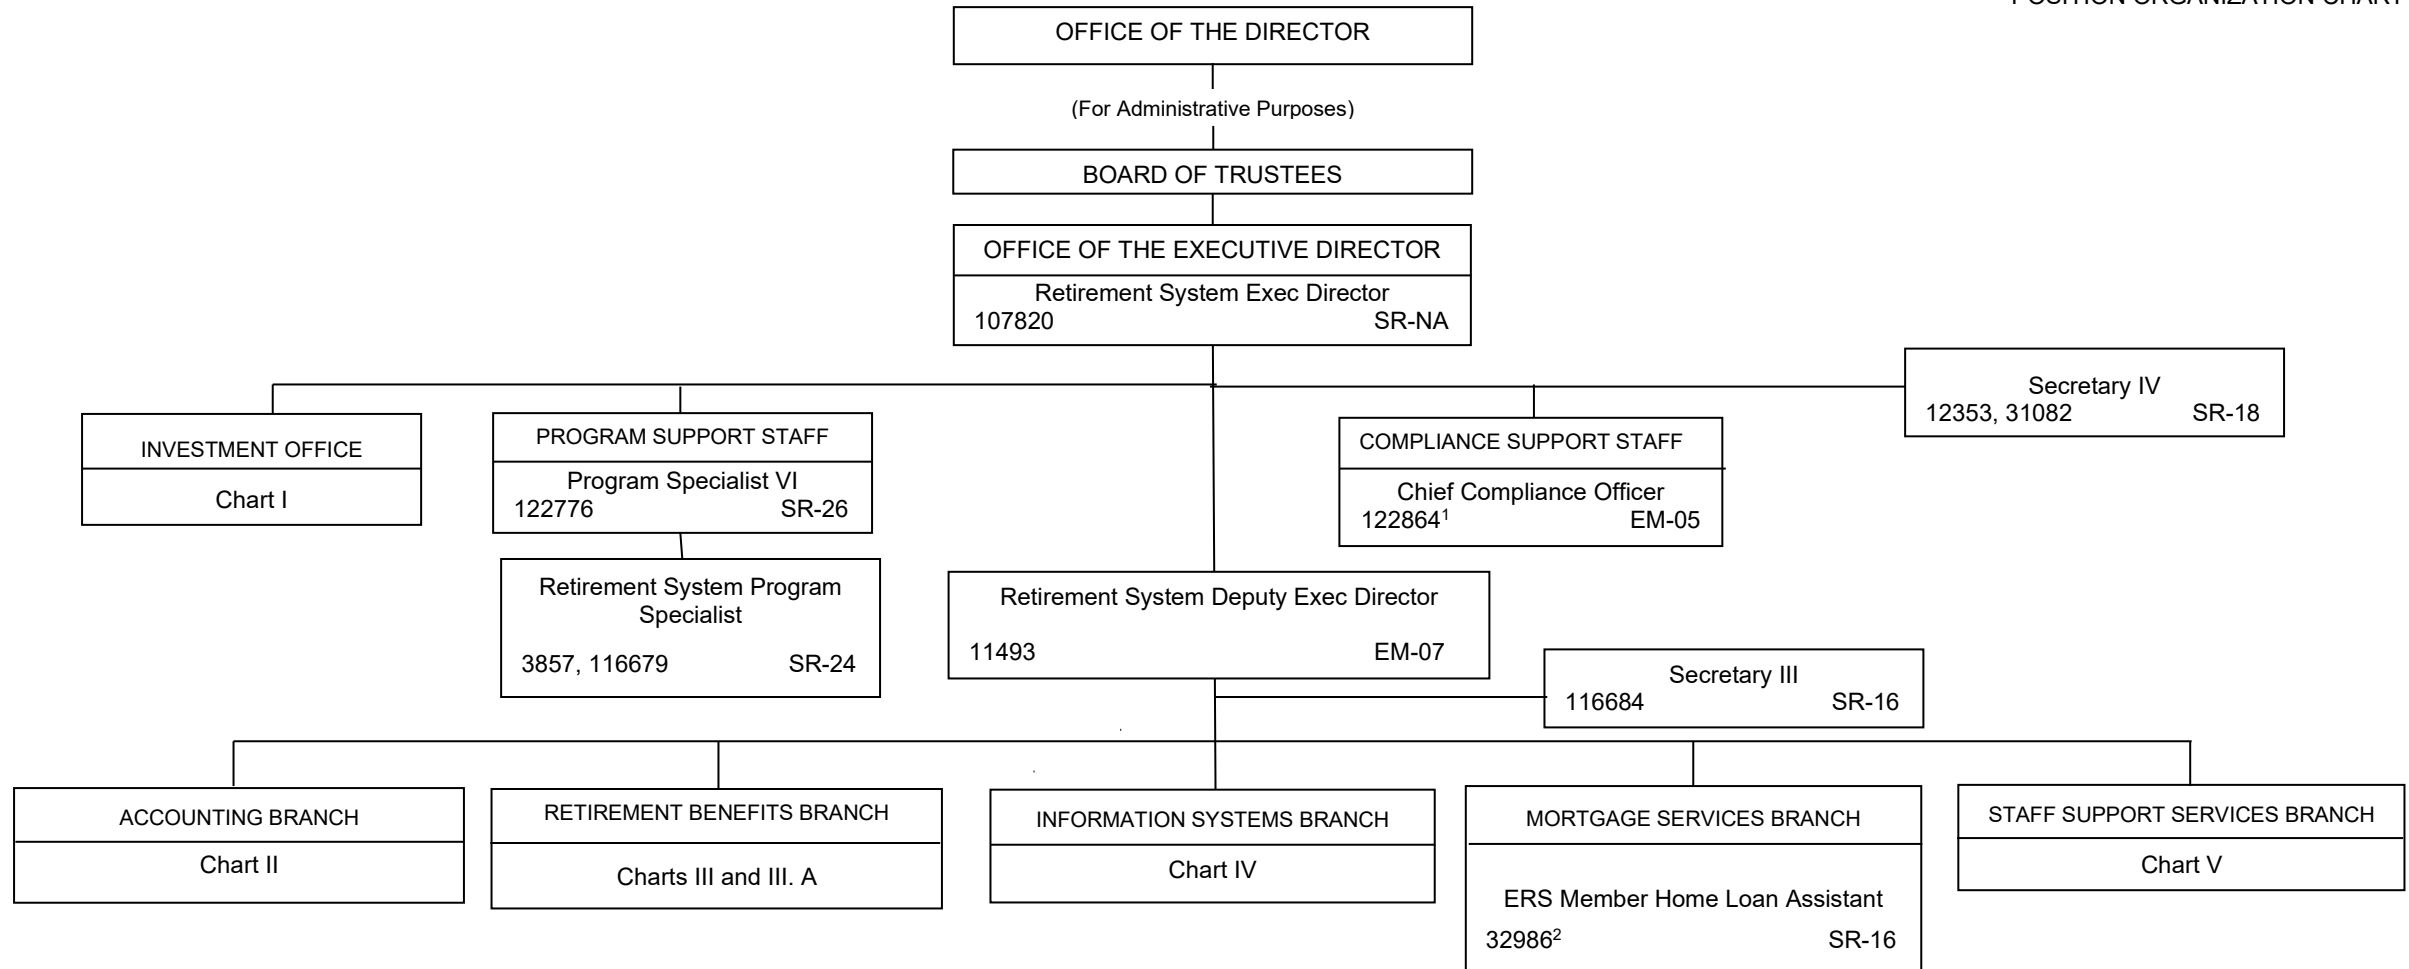 POSITION ORGANIZATION CHART
OFFICE OF THE DIRECTOR
(For Administrative Purposes)
BOARD OF TRUSTEES
OFFICE OF THE EXECUTIVE DIRECTOR
Retirement System Exec Director
107820 SR-NA
Secretary IV
12353, 31082 SR-18
INVESTMENT OFFICE
Chart I
PROGRAM SUPPORT STAFF
Program Specialist VI
122776 SR-26
COMPLIANCE SUPPORT STAFF
Chief Compliance Officer
122864¹ EM-05
Retirement System Program
Specialist
3857, 116679 SR-24
Retirement System Deputy Exec Director
11493 EM-07
Secretary III
116684 SR-16
ACCOUNTING BRANCH
Chart II
RETIREMENT BENEFITS BRANCH
Charts III and III. A
INFORMATION SYSTEMS BRANCH
Chart IV
MORTGAGE SERVICES BRANCH
ERS Member Home Loan Assistant
32986² SR-16
STAFF SUPPORT SERVICES BRANCH
Chart V